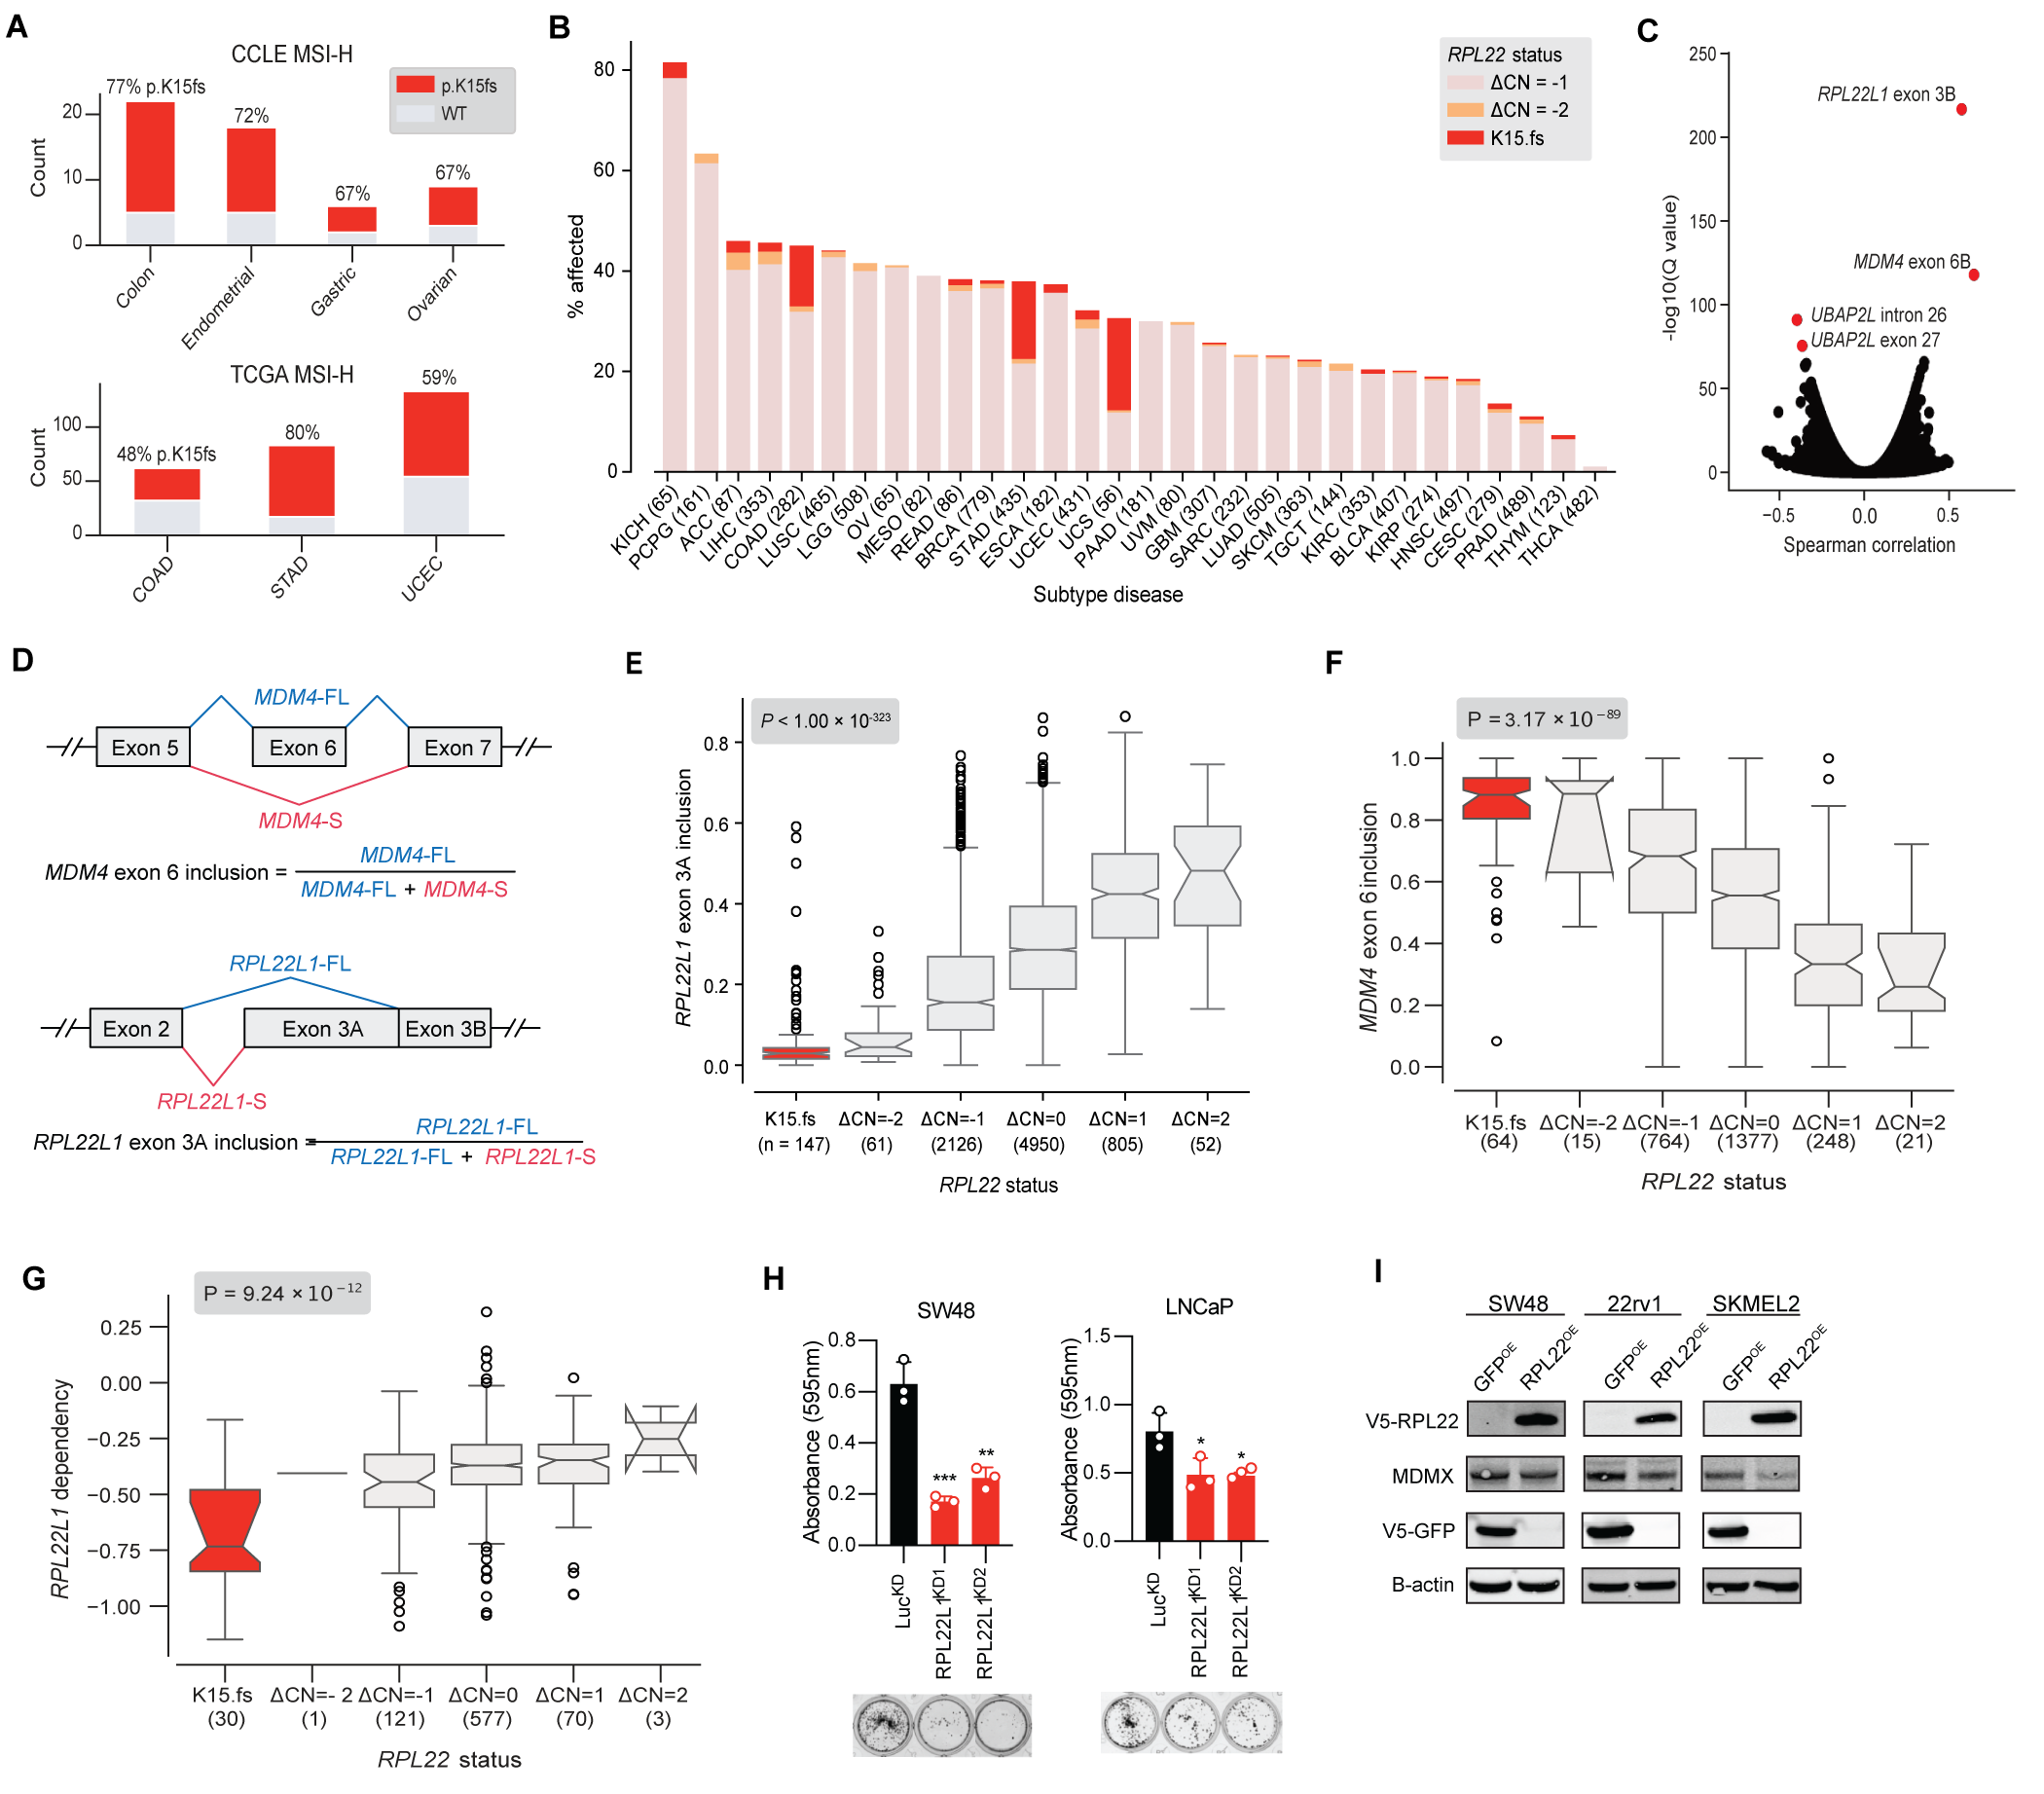 A
CCLE MSI-H
77% p.K15fs
72%
67%
67%
p.K15fs
WT
Count
20
10
0
Colon
Endometrial
Gastric
Ovarian
TCGA MSI-H
48% p.K15fs
80%
59%
Count
100
50
0
COAD
STAD
UCEC
B
% affected
80
60
40
20
0
RPL22 status
ΔCN = -1
ΔCN = -2
K15.fs
KICH (65)
PCPG (161)
ACC (87)
LIHC (353)
COAD (282)
LUSC (465)
LGG (508)
OV (65)
MESO (82)
READ (86)
BRCA (779)
STAD (435)
ESCA (182)
UCEC (431)
UCS (56)
PAAD (181)
UVM (80)
GBM (307)
SARC (232)
LUAD (505)
SKCM (363)
TGCT (144)
KIRC (353)
BLCA (407)
KIRP (274)
HNSC (497)
CESC (279)
PRAD (489)
THYM (123)
THCA (482)
Subtype disease
C
-log10(Q value)
250
200
150
100
50
0
RPL22L1 exon 3B
MDM4 exon 6B
UBAP2L intron 26
UBAP2L exon 27
−0.5
0.0
0.5
Spearman correlation
D
MDM4-FL
Exon 5
Exon 6
Exon 7
MDM4-S
MDM4 exon 6 inclusion =
MDM4-FL
MDM4-FL + MDM4-S
RPL22L1-FL
Exon 2
Exon 3A
Exon 3B
RPL22L1-S
RPL22L1 exon 3A inclusion =
RPL22L1-FL
RPL22L1-FL + RPL22L1-S
E
P < 1.00 × 10-323
RPL22L1 exon 3A inclusion
0.8
0.6
0.4
0.2
0.0
K15.fs ΔCN=-2 ΔCN=-1 ΔCN=0 ΔCN=1 ΔCN=2
(n = 147) (61) (2126) (4950) (805) (52)
RPL22 status
F
P = 3.17 × 10 −89
MDM4 exon 6 inclusion
1.0
0.8
0.6
0.4
0.2
0.0
K15.fs ΔCN=-2 ΔCN=-1 ΔCN=0 ΔCN=1 ΔCN=2
(64) (15) (764) (1377) (248) (21)
RPL22 status
G
P = 9.24 × 10 −12
RPL22L1 dependency
0.25
0.00
−0.25
−0.50
−0.75
−1.00
K15.fs ΔCN=- 2 ΔCN=-1 ΔCN=0 ΔCN=1 ΔCN=2
(30) (1) (121) (577) (70) (3)
RPL22 status
H
SW48
Absorbance (595nm)
0.8
0.6
0.4
0.2
0.0
***
**
LucKD
RPL22L1KD1
RPL22L1KD2
LNCaP
Absorbance (595nm)
1.5
1.0
0.5
0.0
*
*
LucKD
RPL22L1KD1
RPL22L1KD2
I
SW48 22rv1 SKMEL2
GFPOE RPL22OE GFPOE RPL22OE GFPOE RPL22OE
V5-RPL22
MDMX
V5-GFP
B-actin